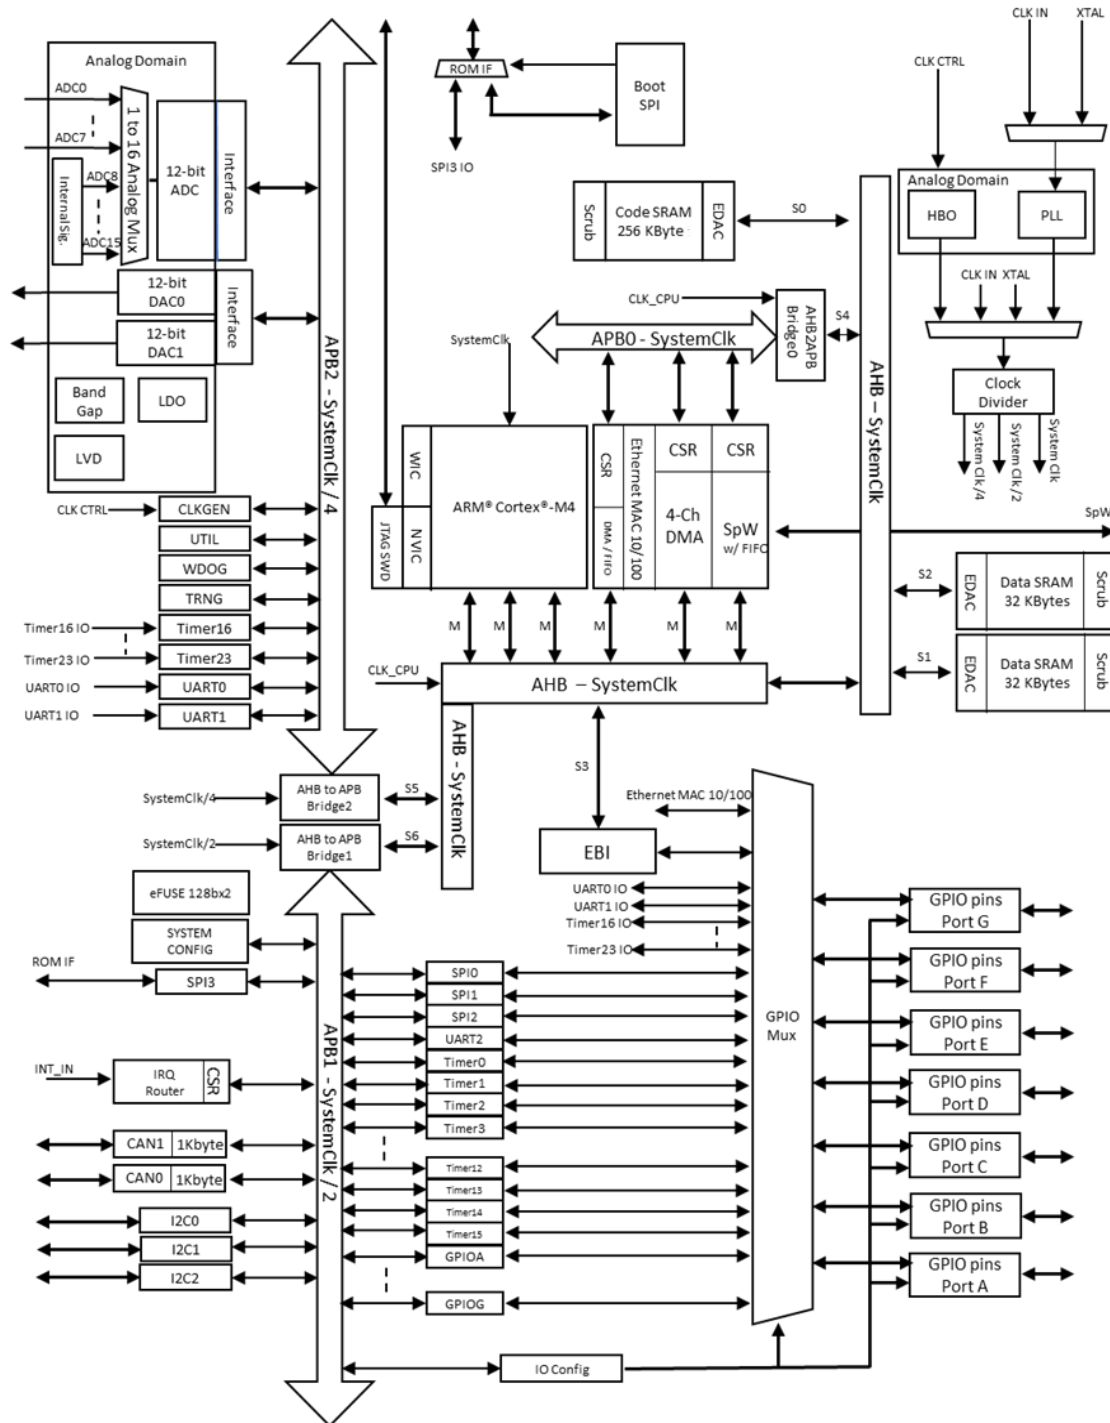 CLK IN
XTAL
CLK CTRL
Analog Domain
ADC0
ADC7
ADC8
ADC15
Internal Sig.
1 to 16 Analog Mux
12-bit
ADC
Interface
12-bit
DAC0
12-bit
DAC1
Interface
Band
Gap
LDO
LVD
CLK CTRL
CLKGEN
UTIL
WDOG
TRNG
Timer16 IO
Timer16
Timer23 IO
Timer23
UART0 IO
UART0
UART1 IO
UART1
APB2 - SystemClk / 4
ROM IF
Boot
SPI
SPI3 IO
Scrub
Code SRAM
256 KByte
EDAC
S0
CLK_CPU
AHB2APB
Bridge0
S4
APB0 - SystemClk
SystemClk
WIC
NVIC
JTAG SWD
ARM® Cortex®-M4
CSR
DMA / FIFO
Ethernet MAC 10/100
CSR
4-Ch
DMA
CSR
SpW
w/ FIFO
M
M
M
M
M
M
CLK_CPU
AHB – SystemClk
AHB – SystemClk
Analog Domain
HBO
PLL
CLK IN
XTAL
Clock
Divider
System Clk /4
System Clk /2
System Clk
SpW
S2
EDAC
Data SRAM
32 KBytes
Scrub
S1
EDAC
Data SRAM
32 KBytes
Scrub
AHB - SystemClk
SystemClk/4
AHB to APB
Bridge2
S5
SystemClk/2
AHB to APB
Bridge1
S6
S3
Ethernet MAC 10/100
EBI
UART0 IO
UART1 IO
Timer16 IO
Timer23 IO
eFUSE 128bx2
SYSTEM
CONFIG
ROM IF
SPI3
INT_IN
IRQ
Router
CSR
CAN1
1Kbyte
CAN0
1Kbyte
I2C0
I2C1
I2C2
APB1 - SystemClk / 2
SPI0
SPI1
SPI2
UART2
Timer0
Timer1
Timer2
Timer3
Timer12
Timer13
Timer14
Timer15
GPIOA
GPIOG
IO Config
GPIO
Mux
GPIO pins
Port G
GPIO pins
Port F
GPIO pins
Port E
GPIO pins
Port D
GPIO pins
Port C
GPIO pins
Port B
GPIO pins
Port A